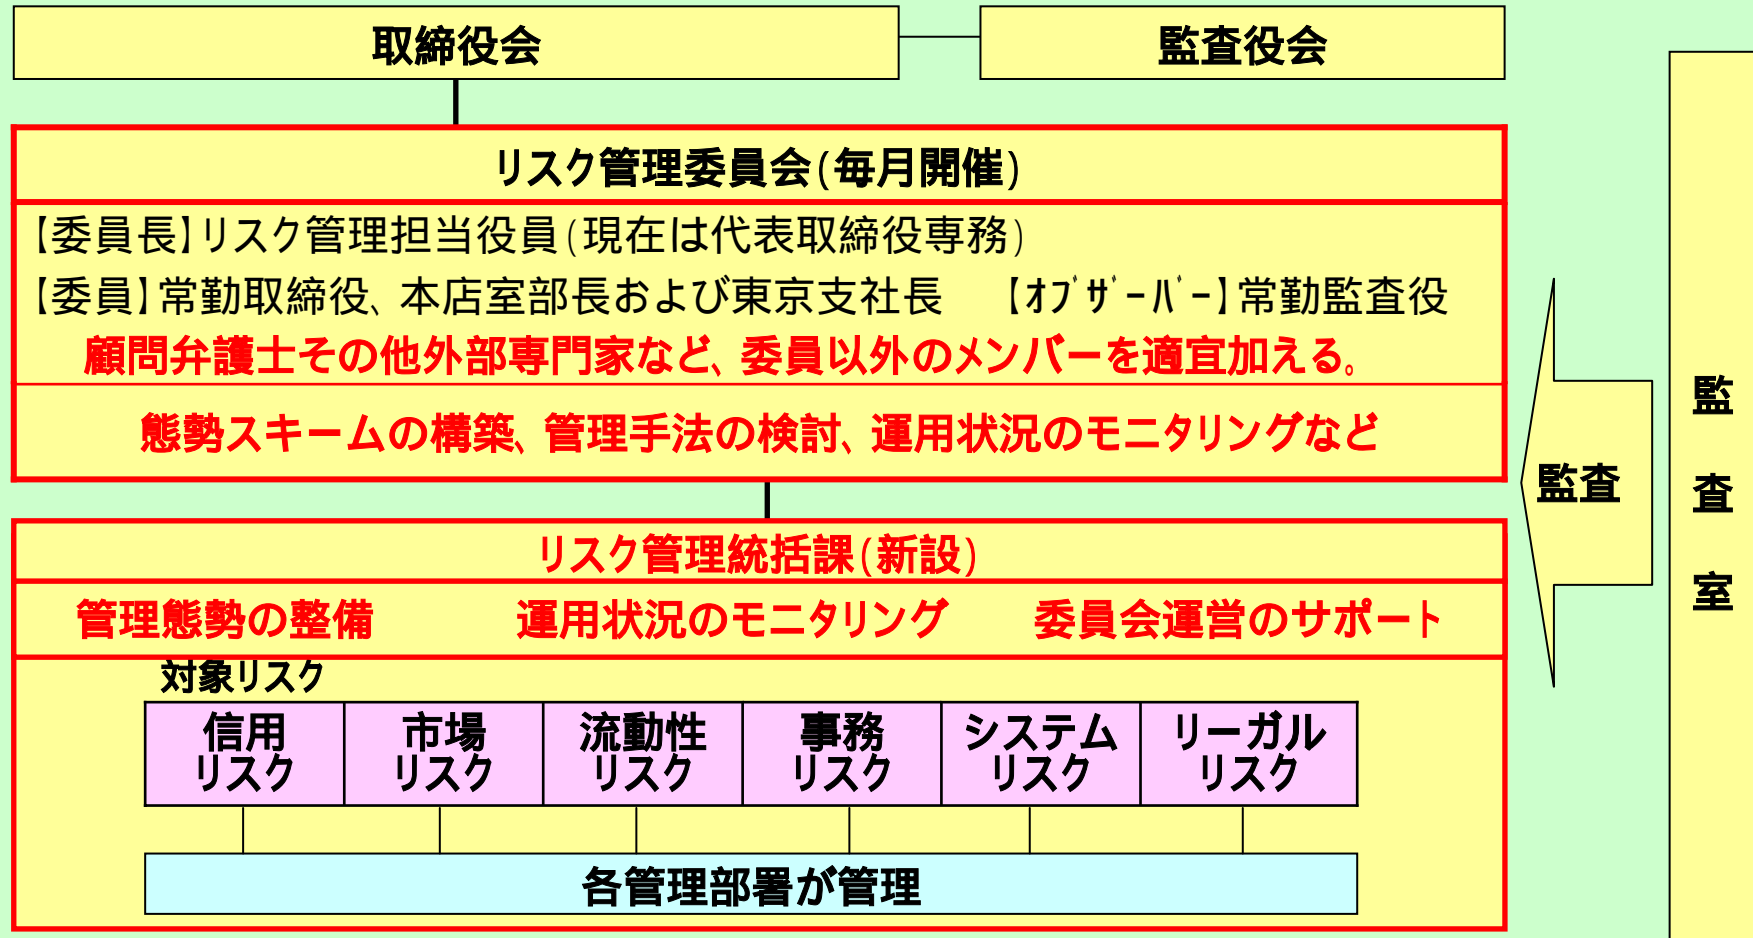 取締役会
監査役会
リスク管理委員会(毎月開催)
【委員長】リスク管理担当役員(現在は代表取締役専務)
【委員】常勤取締役、本店室部長および東京支社長　【ｵﾌﾞｻﾞｰﾊﾞｰ】常勤監査役
顧問弁護士その他外部専門家など、委員以外のメンバーを適宜加える。
態勢スキームの構築、管理手法の検討、運用状況のモニタリングなど
リスク管理統括課(新設)
管理態勢の整備　運用状況のモニタリング　委員会運営のサポート
対象リスク
信用
リスク
市場
リスク
流動性
リスク
事務
リスク
システム
リスク
リーガル
リスク
各管理部署が管理
監査
監
査
室